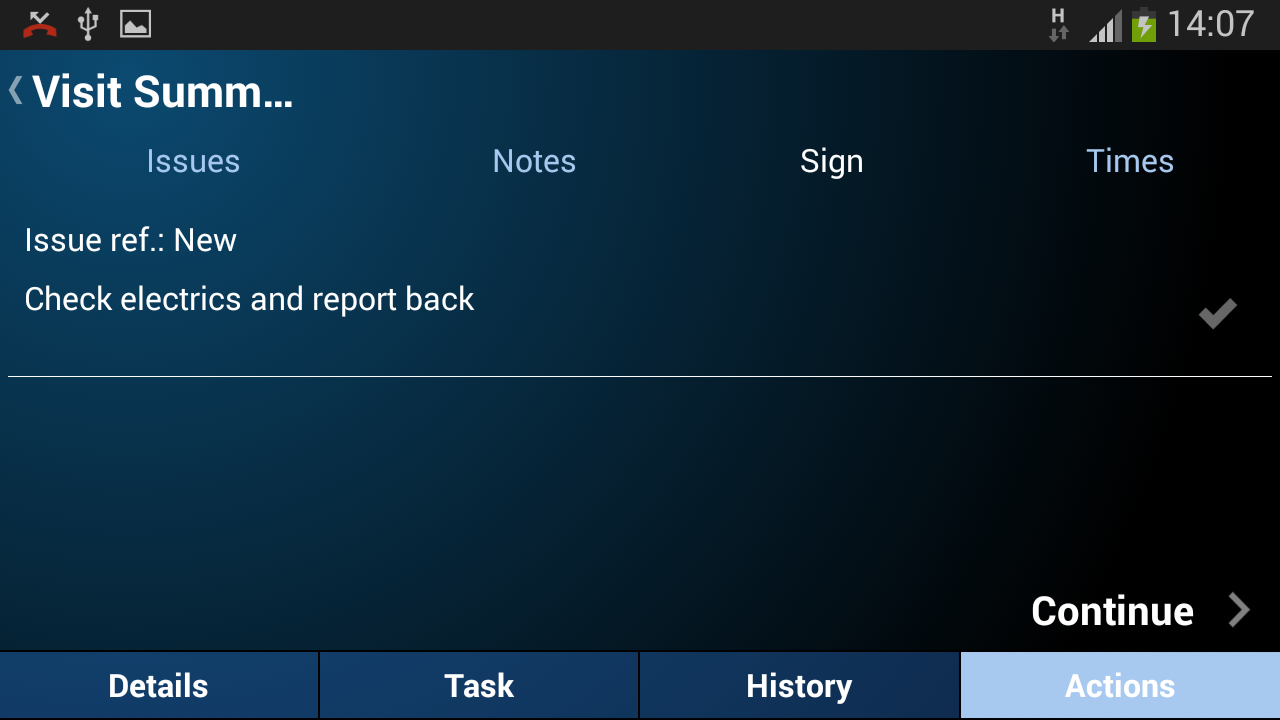 H 14:07
Visit Summ...
Issues Notes Sign Times
Issue ref.: New
Check electrics and report back
Continue
Details Task History Actions